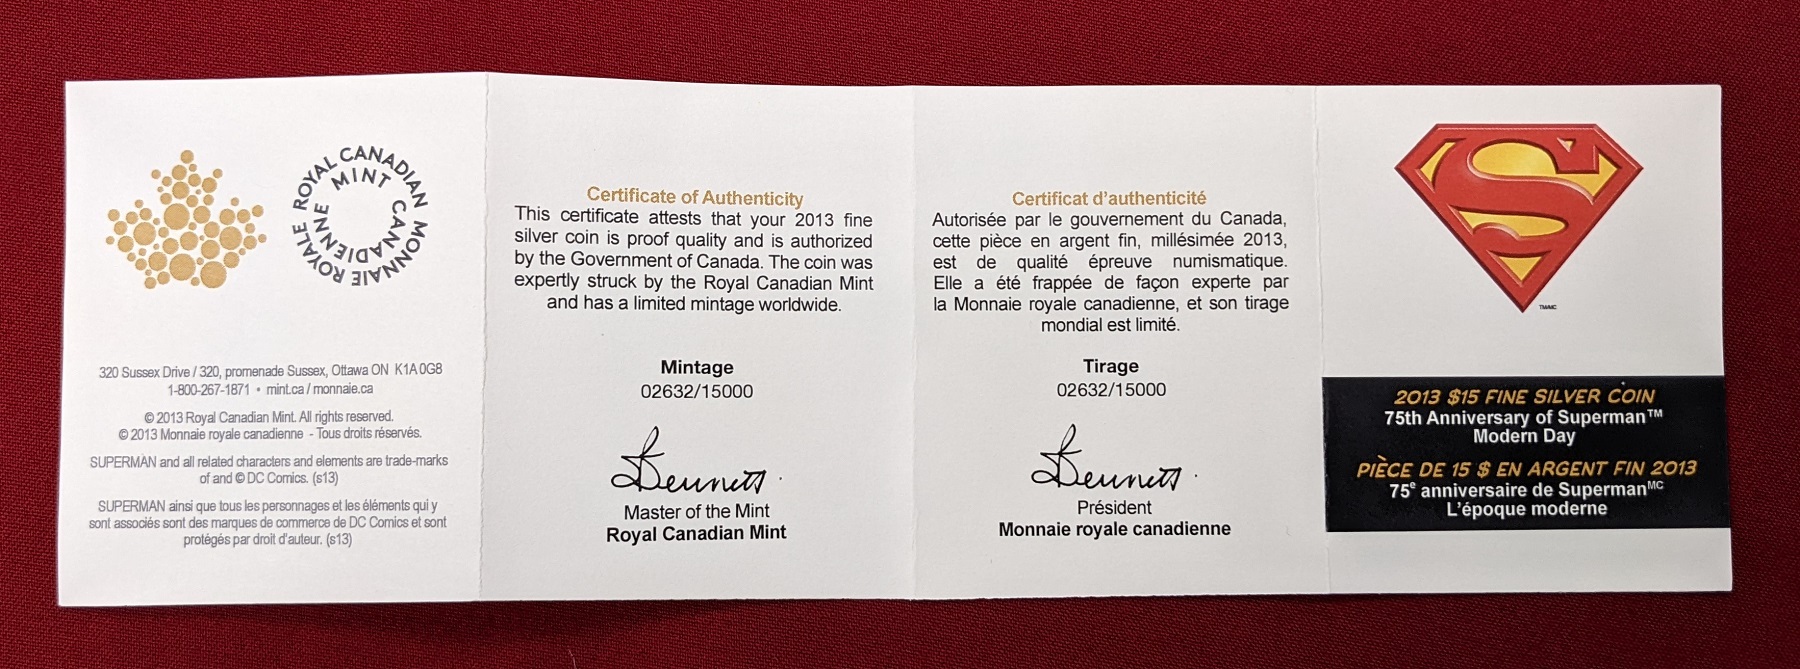 ROYAL CANADIAN MINT
MONNAIE ROYALE CANADIENNE
320 Sussex Drive / 320, promenade Sussex, Ottawa ON K1A 0G8
1-800-267-1871 • mint.ca / monnaie.ca
© 2013 Royal Canadian Mint. All rights reserved.
© 2013 Monnaie royale canadienne - Tous droits réservés.
SUPERMAN and all related characters and elements are trade-marks
of and © DC Comics. (s13)
SUPERMAN ainsi que tous les personnages et les éléments qui y
sont associés sont des marques de commerce de DC Comics et sont
protégés par droit d'auteur. (s13)
Certificate of Authenticity
This certificate attests that your 2013 fine
silver coin is proof quality and is authorized
by the Government of Canada. The coin was
expertly struck by the Royal Canadian Mint
and has a limited mintage worldwide.
Mintage
02632/15000
Bennett
Master of the Mint
Royal Canadian Mint
Certificat d'authenticité
Autorisée par le gouvernement du Canada,
cette pièce en argent fin, millésimée 2013,
est de qualité épreuve numismatique.
Elle a été frappée de façon experte par
la Monnaie royale canadienne, et son tirage
mondial est limité.
Tirage
02632/15000
Bennett
Président
Monnaie royale canadienne
S
TM/MC
2013 $15 FINE SILVER COIN
75th Anniversary of Superman™
Modern Day
PIÈCE DE 15 $ EN ARGENT FIN 2013
75e anniversaire de SupermanMC
L'époque moderne